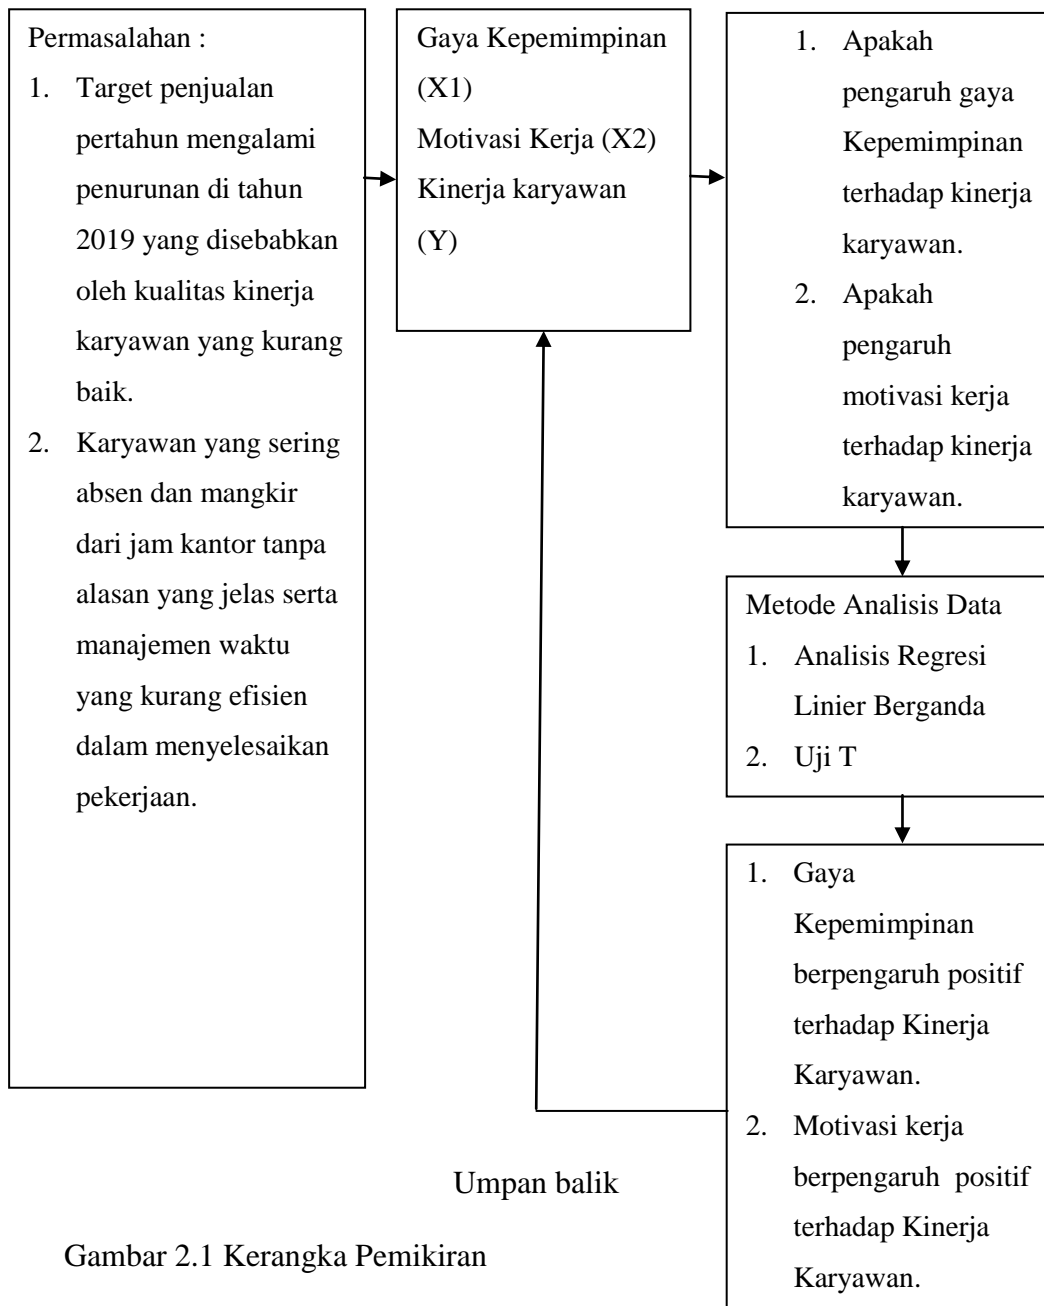 Permasalahan :
1. Target penjualan
pertahun mengalami
penurunan di tahun
2019 yang disebabkan
oleh kualitas kinerja
karyawan yang kurang
baik.
2. Karyawan yang sering
absen dan mangkir
dari jam kantor tanpa
alasan yang jelas serta
manajemen waktu
yang kurang efisien
dalam menyelesaikan
pekerjaan.
Gaya Kepemimpinan
(X1)
Motivasi Kerja (X2)
Kinerja karyawan
(Y)
1. Apakah
pengaruh gaya
Kepemimpinan
terhadap kinerja
karyawan.
2. Apakah
pengaruh
motivasi kerja
terhadap kinerja
karyawan.
Metode Analisis Data
1. Analisis Regresi
Linier Berganda
2. Uji T
1. Gaya
Kepemimpinan
berpengaruh positif
terhadap Kinerja
Karyawan.
2. Motivasi kerja
berpengaruh positif
terhadap Kinerja
Karyawan.
Umpan balik
Gambar 2.1 Kerangka Pemikiran